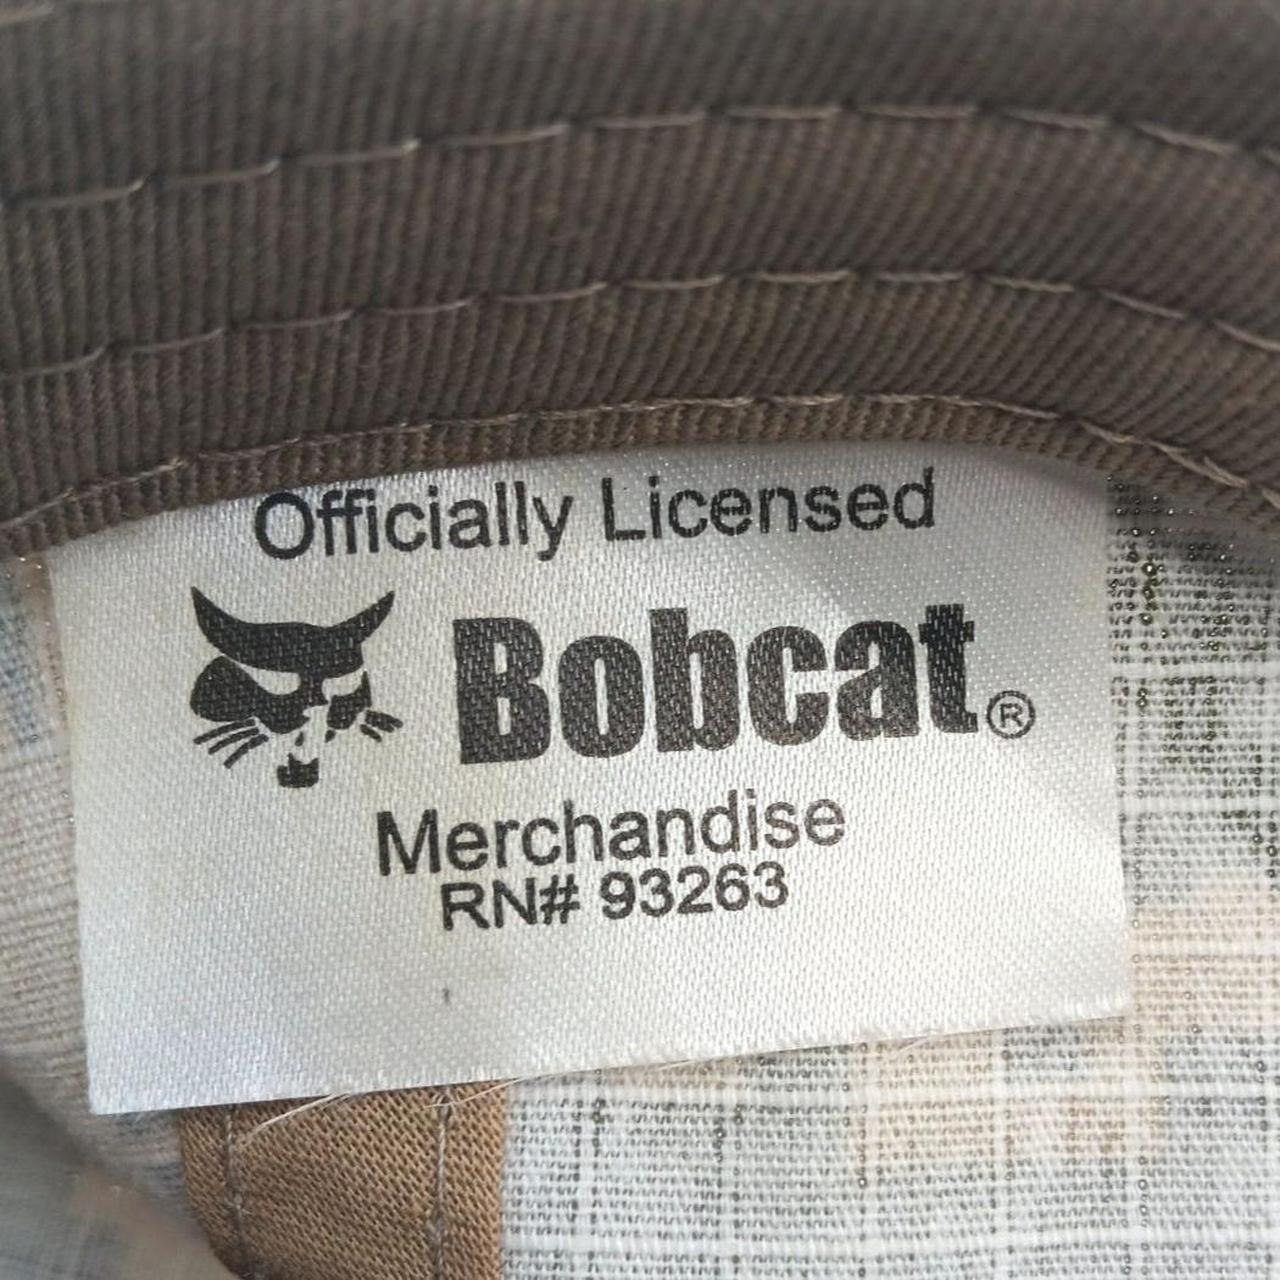 Officially Licensed
Bobcat®
Merchandise
RN# 93263